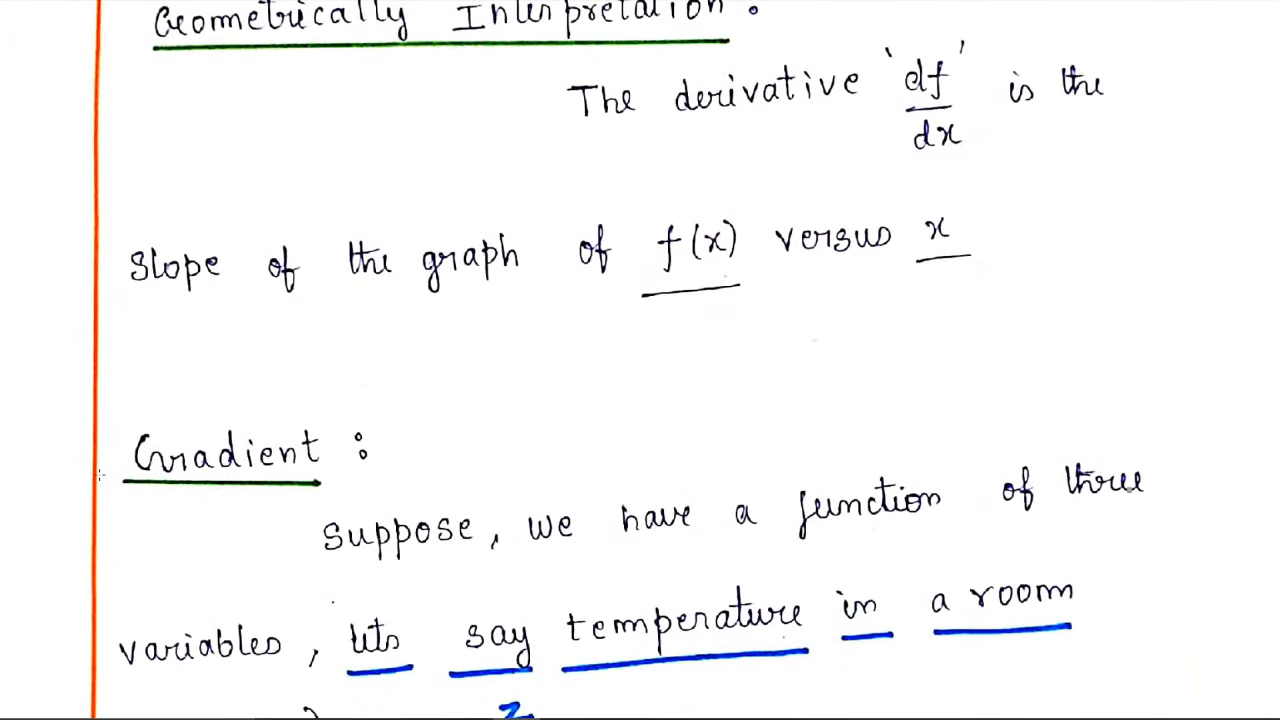 Geometrically Interpretation :
The derivative 'df/dx' is the
slope of the graph of f(x) versus x
Gradient :
Suppose, we have a function of three
variables, lets say temperature in a room
z